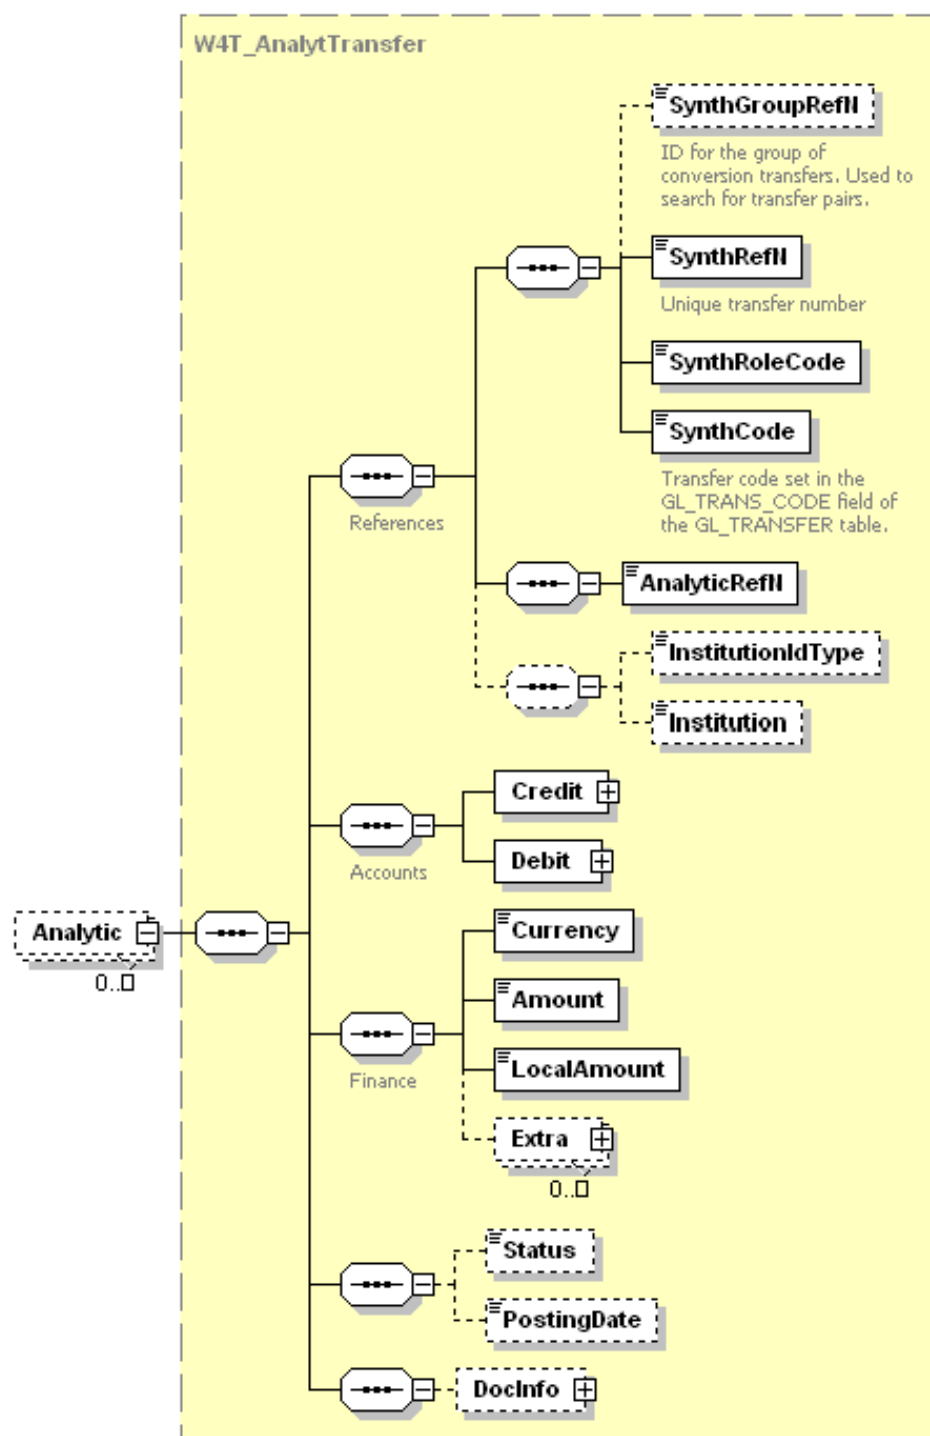 W4T_AnalytTransfer
SynthGroupRefN
ID for the group of
conversion transfers. Used to
search for transfer pairs.
SynthRefN
Unique transfer number
SynthRoleCode
SynthCode
Transfer code set in the
GL_TRANS_CODE field of
the GL_TRANSFER table.
References
AnalyticRefN
InstitutionIdType
Institution
Credit
Debit
Accounts
Analytic
0..□
Currency
Amount
LocalAmount
Finance
Extra
0..□
Status
PostingDate
DocInfo